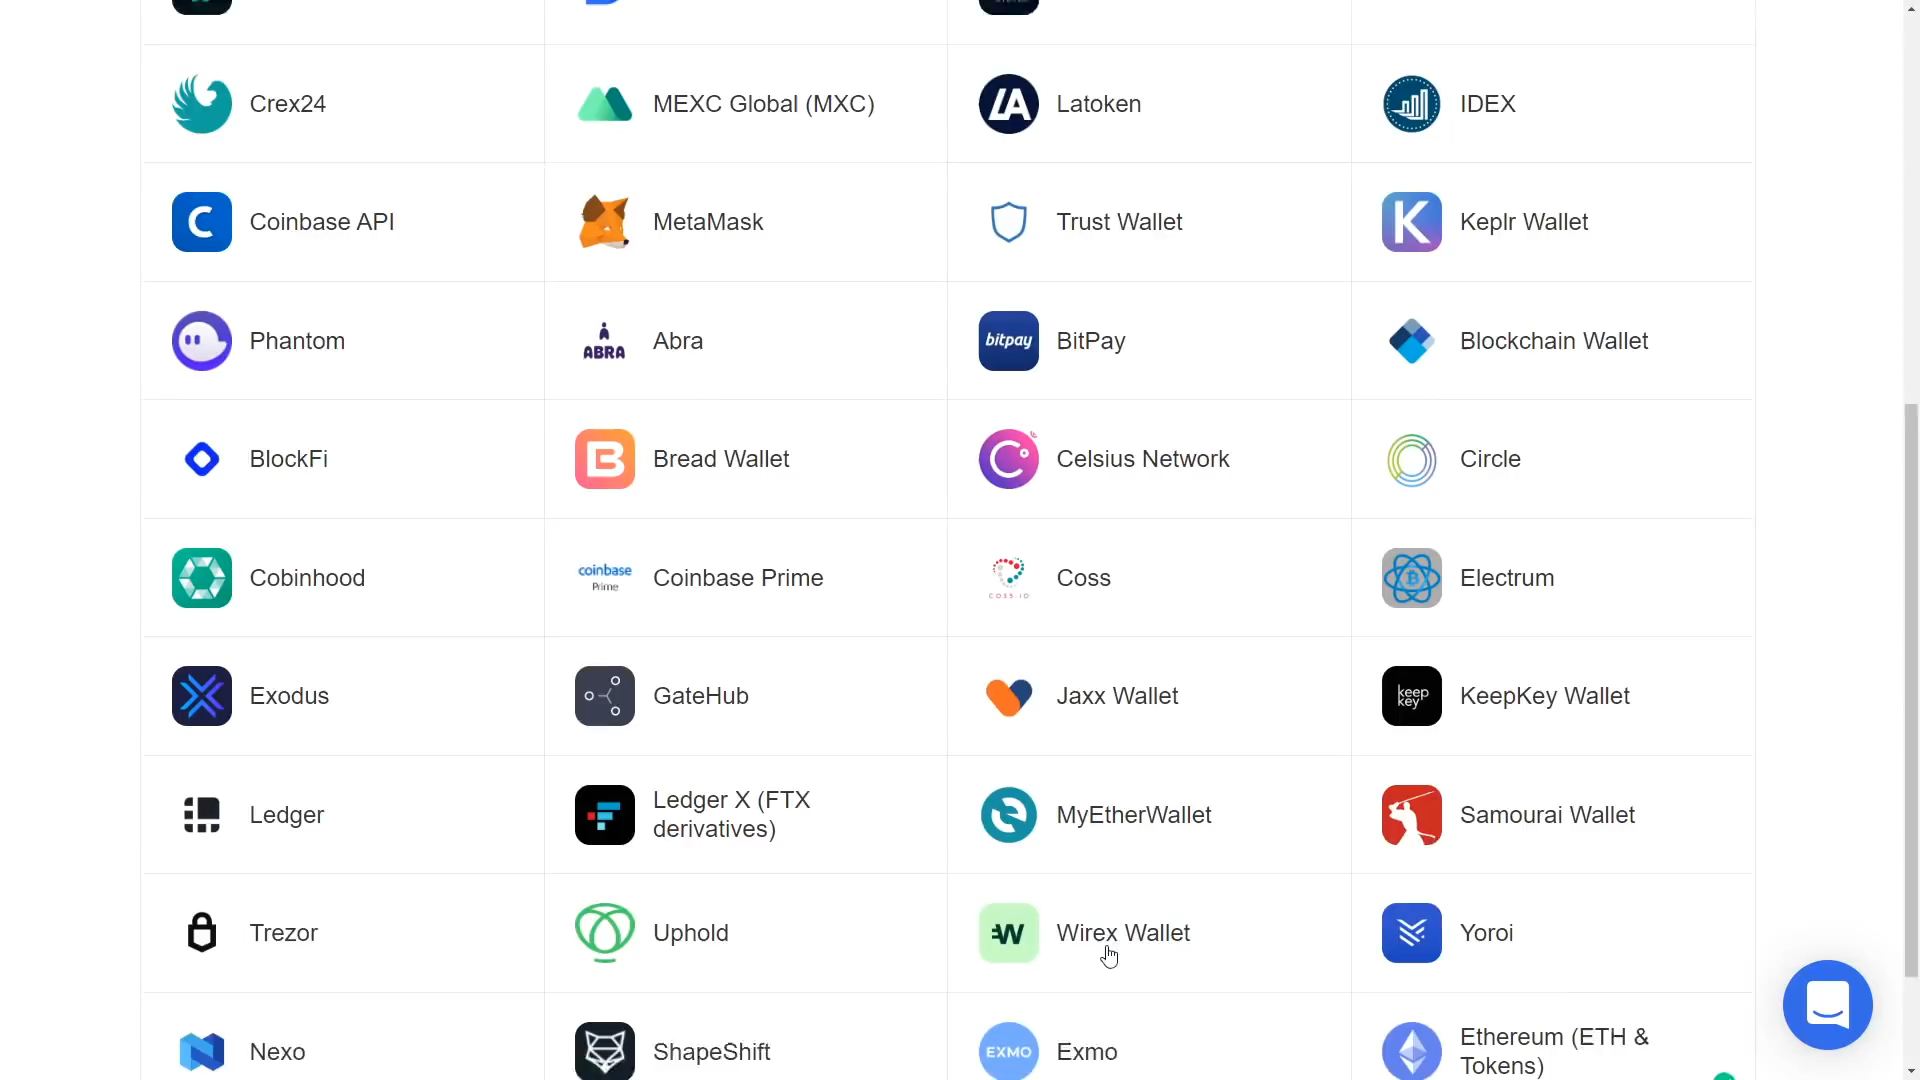 Crex24
MEXC Global (MXC)
LA
Latoken
IDEX
C
Coinbase API
MetaMask
Trust Wallet
K
Keplr Wallet
Phantom
ABRA
Abra
bitpay
BitPay
Blockchain Wallet
BlockFi
B
Bread Wallet
C
Celsius Network
Circle
Cobinhood
coinbase
Prime
Coinbase Prime
COSS.IO
Coss
B
Electrum
Exodus
GateHub
Jaxx Wallet
keep
key
KeepKey Wallet
Ledger
Ledger X (FTX
derivatives)
MyEtherWallet
Samourai Wallet
Trezor
Uphold
W
Wirex Wallet
Yoroi
Nexo
ShapeShift
EXMO
Exmo
Ethereum (ETH &
Tokens)